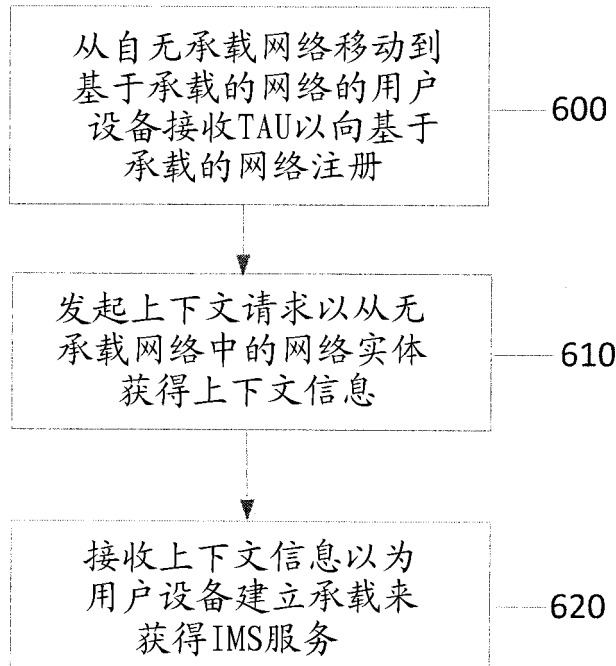 从自无承载网络移动到
基于承载的网络的用户
设备接收TAU以向基于
承载的网络注册
600
发起上下文请求以从无
承载网络中的网络实体
获得上下文信息
610
接收上下文信息以为
用户设备建立承载来
获得IMS服务
620